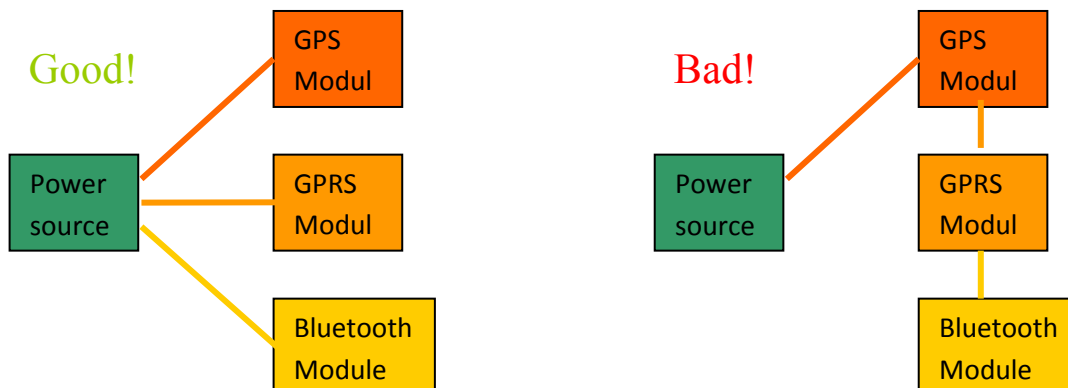 Good!
GPS
Modul
Power
source
GPRS
Modul
Bluetooth
Module
Bad!
GPS
Modul
Power
source
GPRS
Modul
Bluetooth
Module